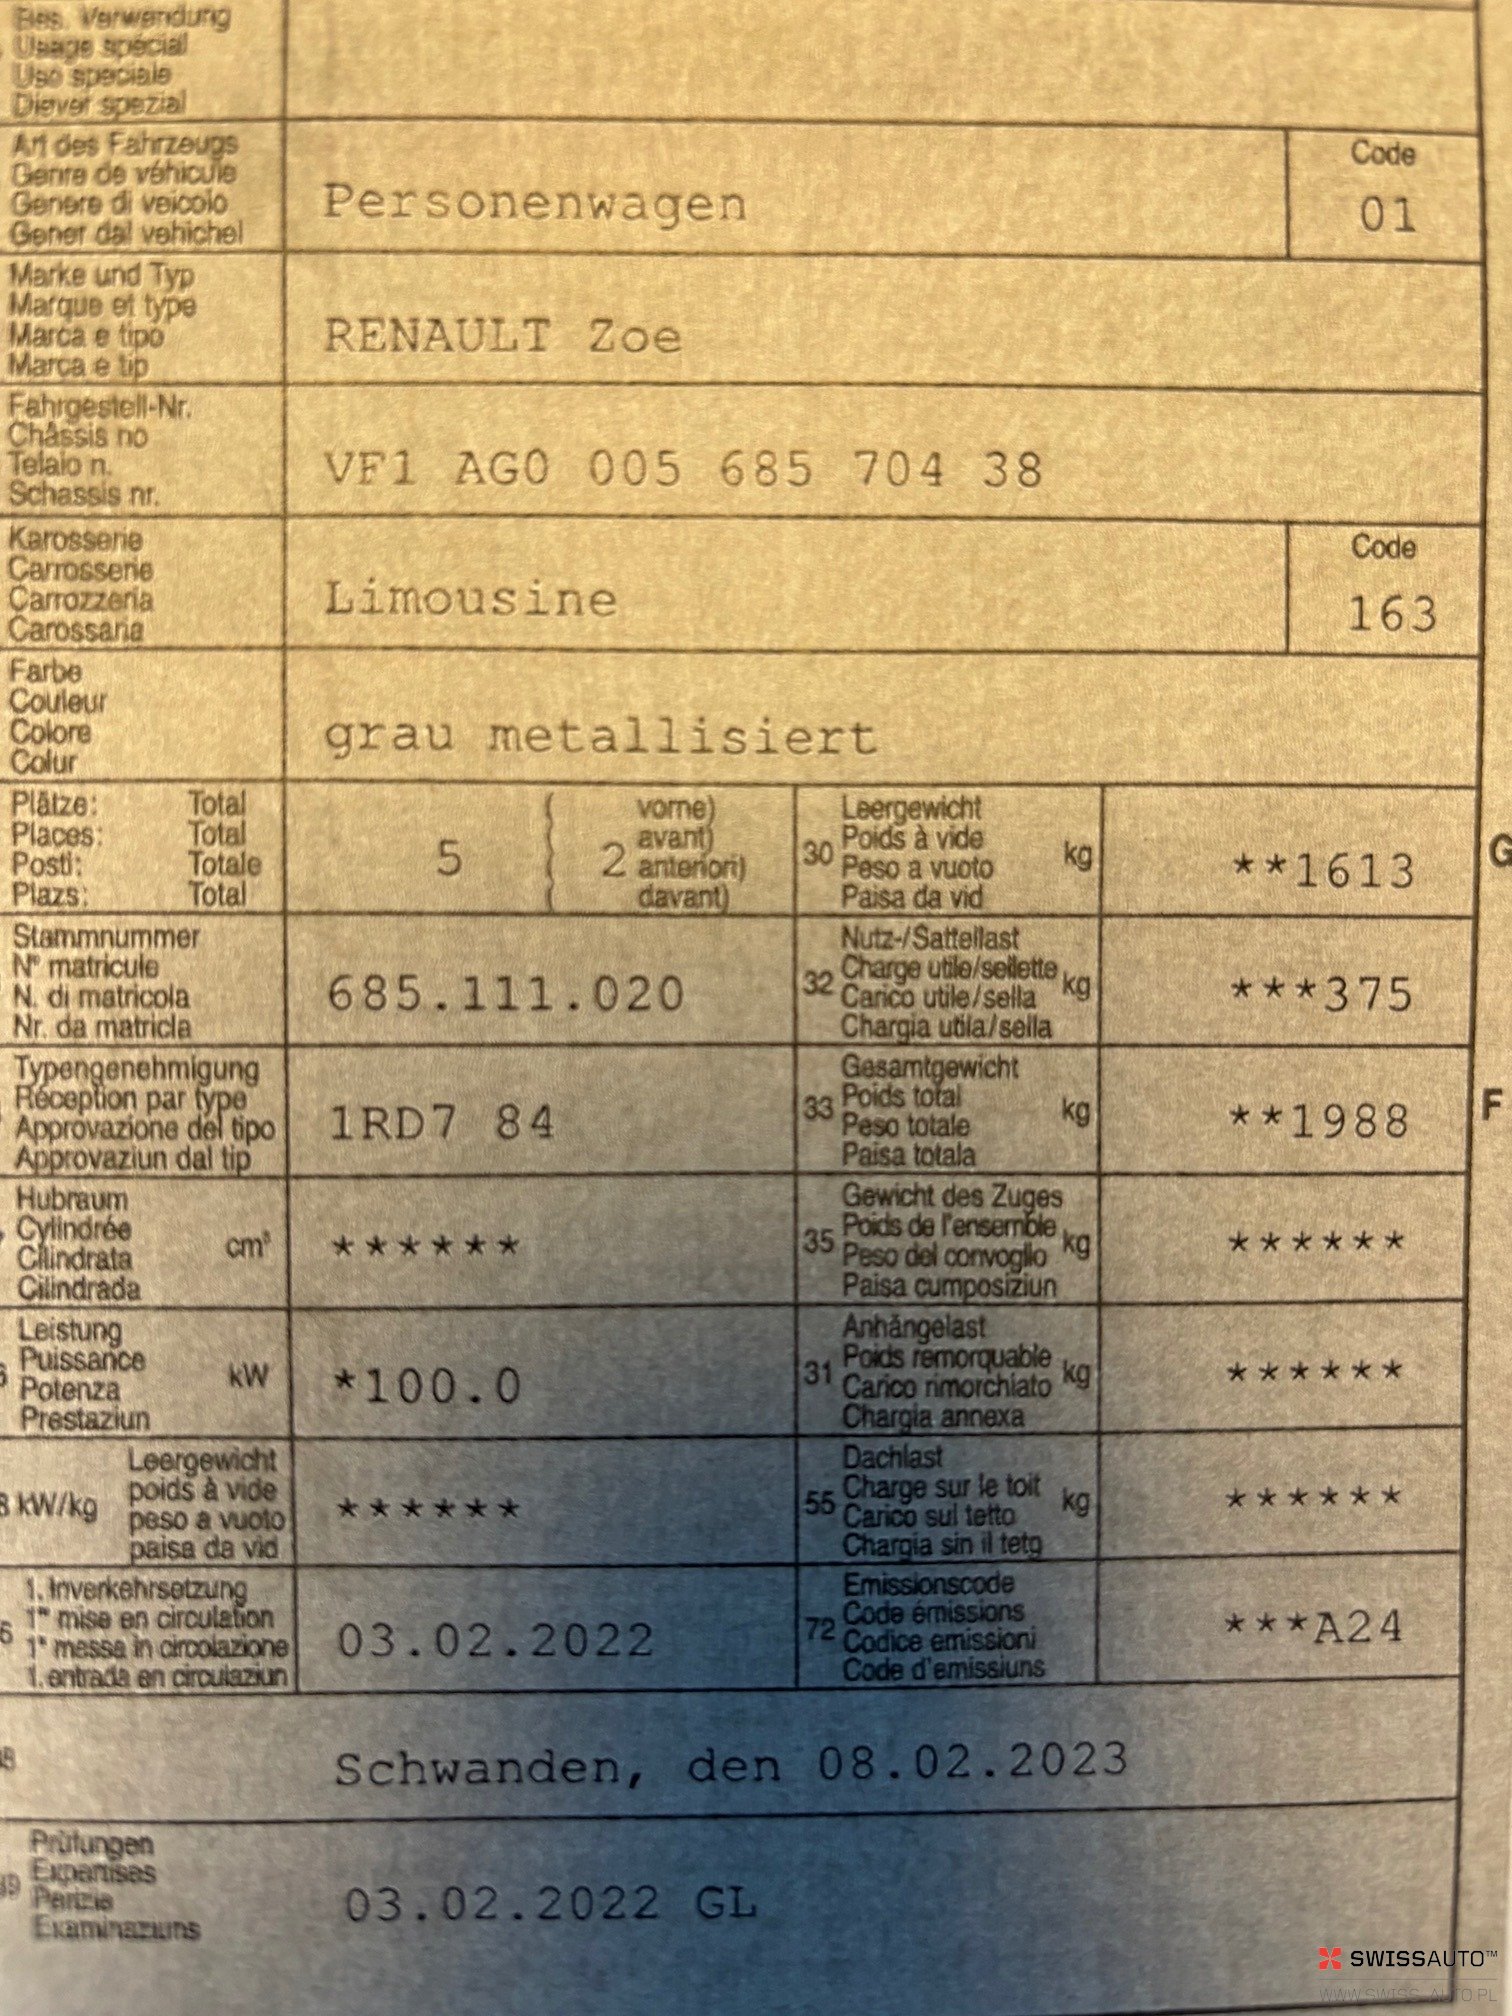 Bes. Verwendung
Usage spécial
Uso speciale
Diever spezial
Art des Fahrzeugs
Genre de véhicule
Genere di veicolo
Gener dal vehichel
Personenwagen
Code
01
Marke und Typ
Marque et type
Marca e tipo
Marca e tip
RENAULT Zoe
Fahrgestell-Nr.
Châssis no
Telaio n.
Schassis nr.
VF1 AG0 005 685 704 38
Karosserie
Carrosserie
Carrozzeria
Carossaria
Limousine
Code
163
Farbe
Couleur
Colore
Colur
grau metallisiert
Plätze: Total
Places: Total
Posti: Totale
Plazs: Total
5
( vorne)
( avant)
2 ( anteriori)
( davant)
30
Leergewicht
Poids à vide
Peso a vuoto
Paisa da vid
kg
**1613
G
Stammnummer
N° matricule
N. di matricola
Nr. da matricla
685.111.020
32
Nutz-/Sattellast
Charge utile/sellette
Carico utile/sella
Chargia utila/sella
kg
***375
Typengenehmigung
Réception par type
Approvazione del tipo
Approvaziun dal tip
1RD7 84
33
Gesamtgewicht
Poids total
Peso totale
Paisa totala
kg
**1988
F
Hubraum
Cylindrée
Cilindrata
Cilindrada
cm³
******
35
Gewicht des Zuges
Poids de l'ensemble
Peso del convoglio
Paisa cumposiziun
kg
******
Leistung
Puissance
Potenza
Prestaziun
kW
*100.0
31
Anhängelast
Poids remorquable
Carico rimorchiato
Chargia annexa
kg
******
kW/kg
Leergewicht
poids à vide
peso a vuoto
paisa da vid
******
55
Dachlast
Charge sur le toit
Carico sul tetto
Chargia sin il tetg
kg
******
1. Inverkehrsetzung
1re mise en circulation
1a messa in circolazione
1. entrada en circulaziun
03.02.2022
72
Emissionscode
Code émissions
Codice emissioni
Code d'emissiuns
***A24
Schwanden, den 08.02.2023
Prüfungen
Expertises
Perizie
Examinaziuns
03.02.2022 GL
SWISSAUTO™
WWW.SWISS-AUTO.PL